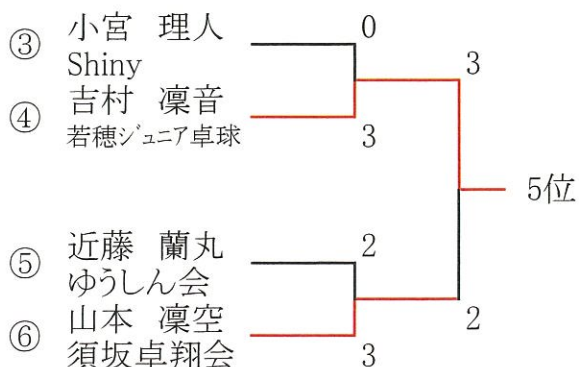 ③ 小宮 理人 0
Shiny 3
④ 吉村 凜音
若穂ジュニア卓球 3
5位
⑤ 近藤 蘭丸 2
ゆうしん会
⑥ 山本 凜空 2
須坂卓翔会 3